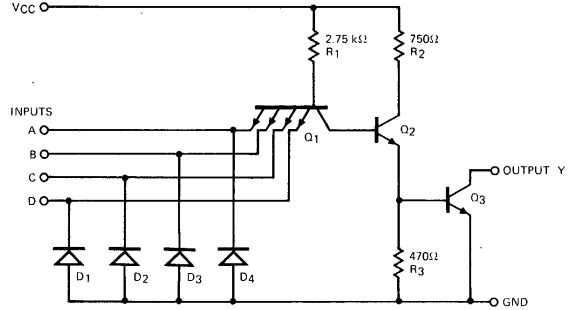 VCC
2.75 kΩ
R1
750Ω
R2
INPUTS
A
B
C
D
Q1
Q2
Q3
OUTPUT Y
D1
D2
D3
D4
470Ω
R3
GND